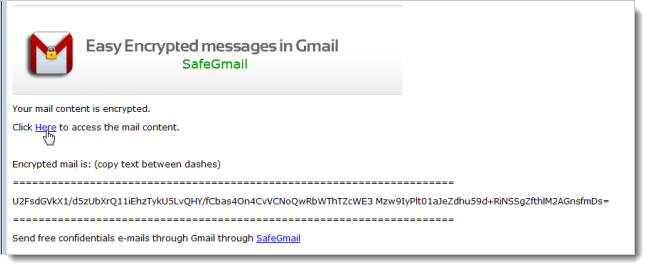 Easy Encrypted messages in Gmail
SafeGmail
Your mail content is encrypted.
Click Here to access the mail content.
Encrypted mail is: (copy text between dashes)
====================================================================
U2FsdGVkX1/d5zUbXrQ11iEhzTykU5LvQHY/fCbas4On4CvVCNoQwRbWThTZcWE3 Mzw9IyPlt01aJeZdhu59d+RiNSSgZfthlM2AGnsfmDs=
====================================================================
Send free confidentials e-mails through Gmail through SafeGmail